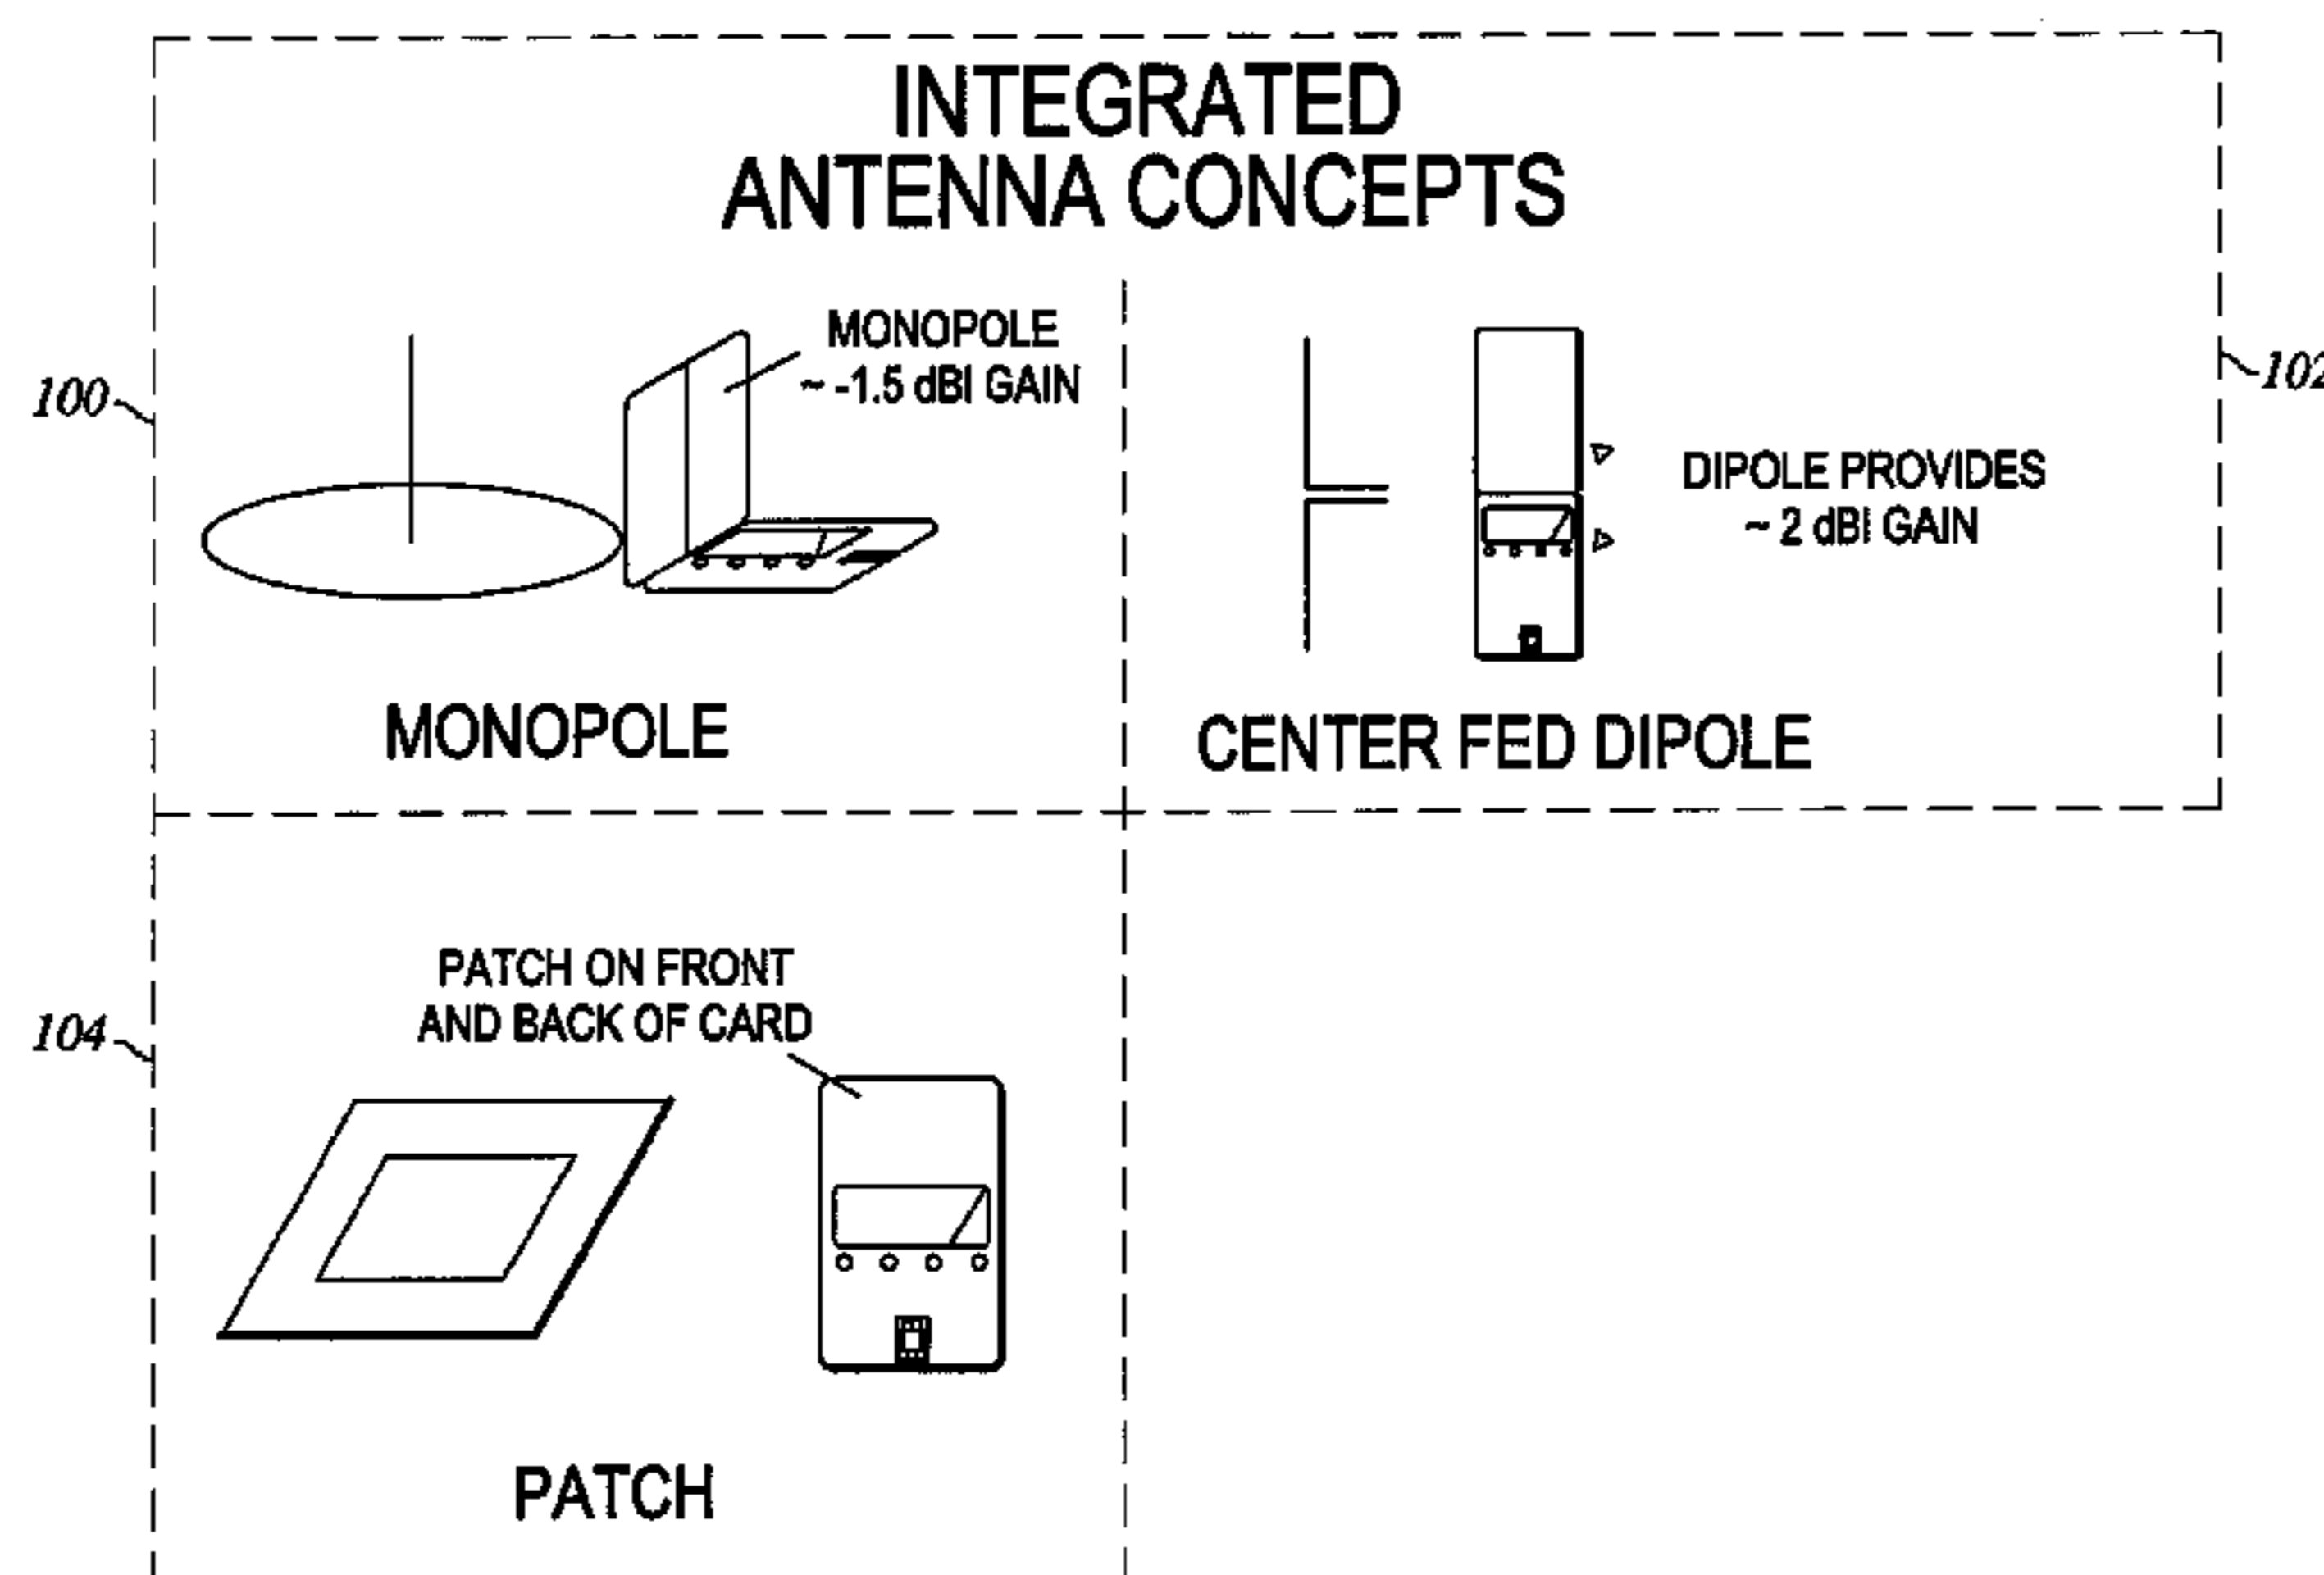 INTEGRATED
ANTENNA CONCEPTS
100
MONOPOLE
~ -1.5 dBI GAIN
102
DIPOLE PROVIDES
~ 2 dBI GAIN
MONOPOLE
CENTER FED DIPOLE
104
PATCH ON FRONT
AND BACK OF CARD
PATCH